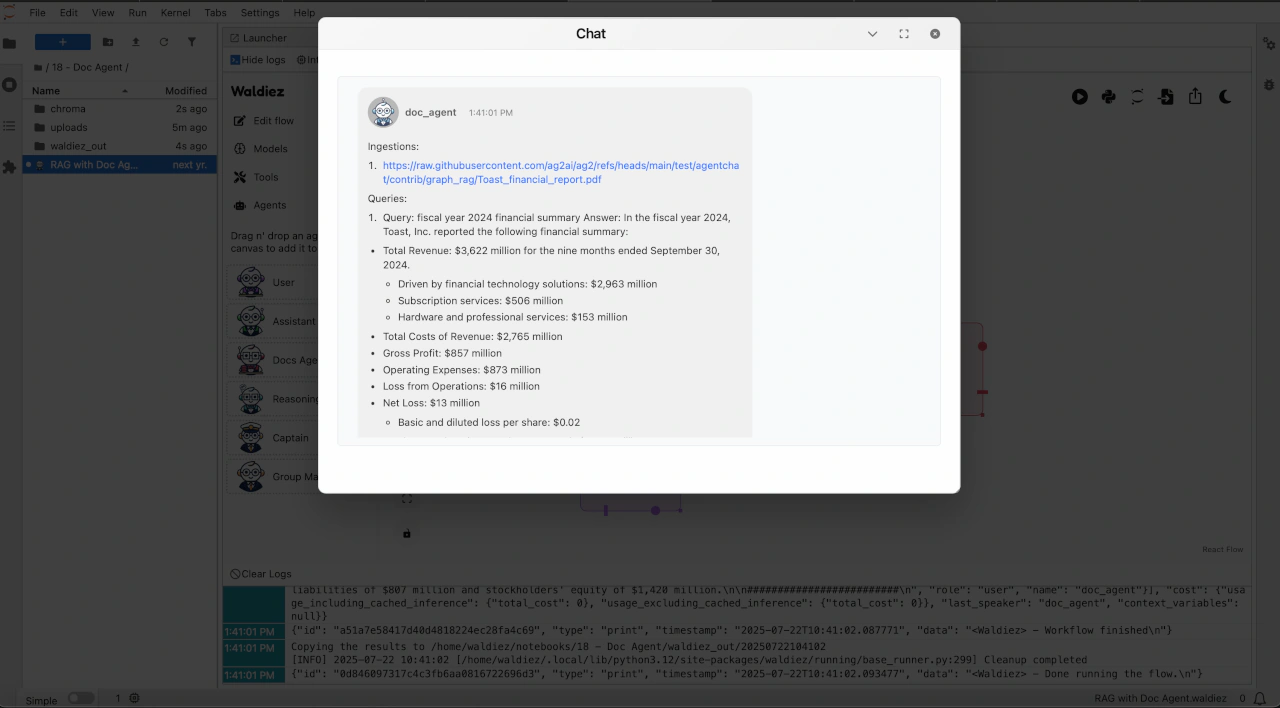 File Edit View Run Kernel Tabs Settings Help
Chat
/ 18 - Doc Agent /
Name Modified
chroma 2s ago
uploads 5m ago
waldiez_out 4s ago
RAG with Doc Ag... next yr.
Launcher
Hide logs
Waldiez
Edit flow
Models
Tools
Agents
Drag n' drop an ag
canvas to add it to
User
Assistant
Docs Age
Reasoning
Captain
Group Ma
doc_agent 1:41:01 PM
Ingestions:
1. https://raw.githubusercontent.com/ag2ai/ag2/refs/heads/main/test/agentcha
t/contrib/graph_rag/Toast_financial_report.pdf
Queries:
1. Query: fiscal year 2024 financial summary Answer: In the fiscal year 2024,
Toast, Inc. reported the following financial summary:
• Total Revenue: $3,622 million for the nine months ended September 30,
2024.
◦ Driven by financial technology solutions: $2,963 million
◦ Subscription services: $506 million
◦ Hardware and professional services: $153 million
• Total Costs of Revenue: $2,765 million
• Gross Profit: $857 million
• Operating Expenses: $873 million
• Loss from Operations: $16 million
• Net Loss: $13 million
◦ Basic and diluted loss per share: $0.02
React Flow
Clear Logs
liabilities of $807 million and stockholders' equity of $1,420 million.\n\n########################\n", "role": "user", "name": "doc_agent"}], "cost": {"usa
ge_including_cached_inference": {"total_cost": 0}, "usage_excluding_cached_inference": {"total_cost": 0}}, "last_speaker": "doc_agent", "context_variables":
null}}
1:41:01 PM {"id": "a51a7e58417d40d4818224ec28fa4c69", "type": "print", "timestamp": "2025-07-22T10:41:02.087771", "data": "<Waldiez> - Workflow finished\n"}
1:41:01 PM Copying the results to /home/waldiez/notebooks/18 - Doc Agent/waldiez_out/20250722104102
[INFO] 2025-07-22 10:41:02 [/home/waldiez/.local/lib/python3.12/site-packages/waldiez/running/base_runner.py:299] Cleanup completed
1:41:01 PM {"id": "0d846097317c4c3fb6aa0816722696d3", "type": "print", "timestamp": "2025-07-22T10:41:02.093477", "data": "<Waldiez> - Done running the flow.\n"}
Simple 1 RAG with Doc Agent.waldiez 0